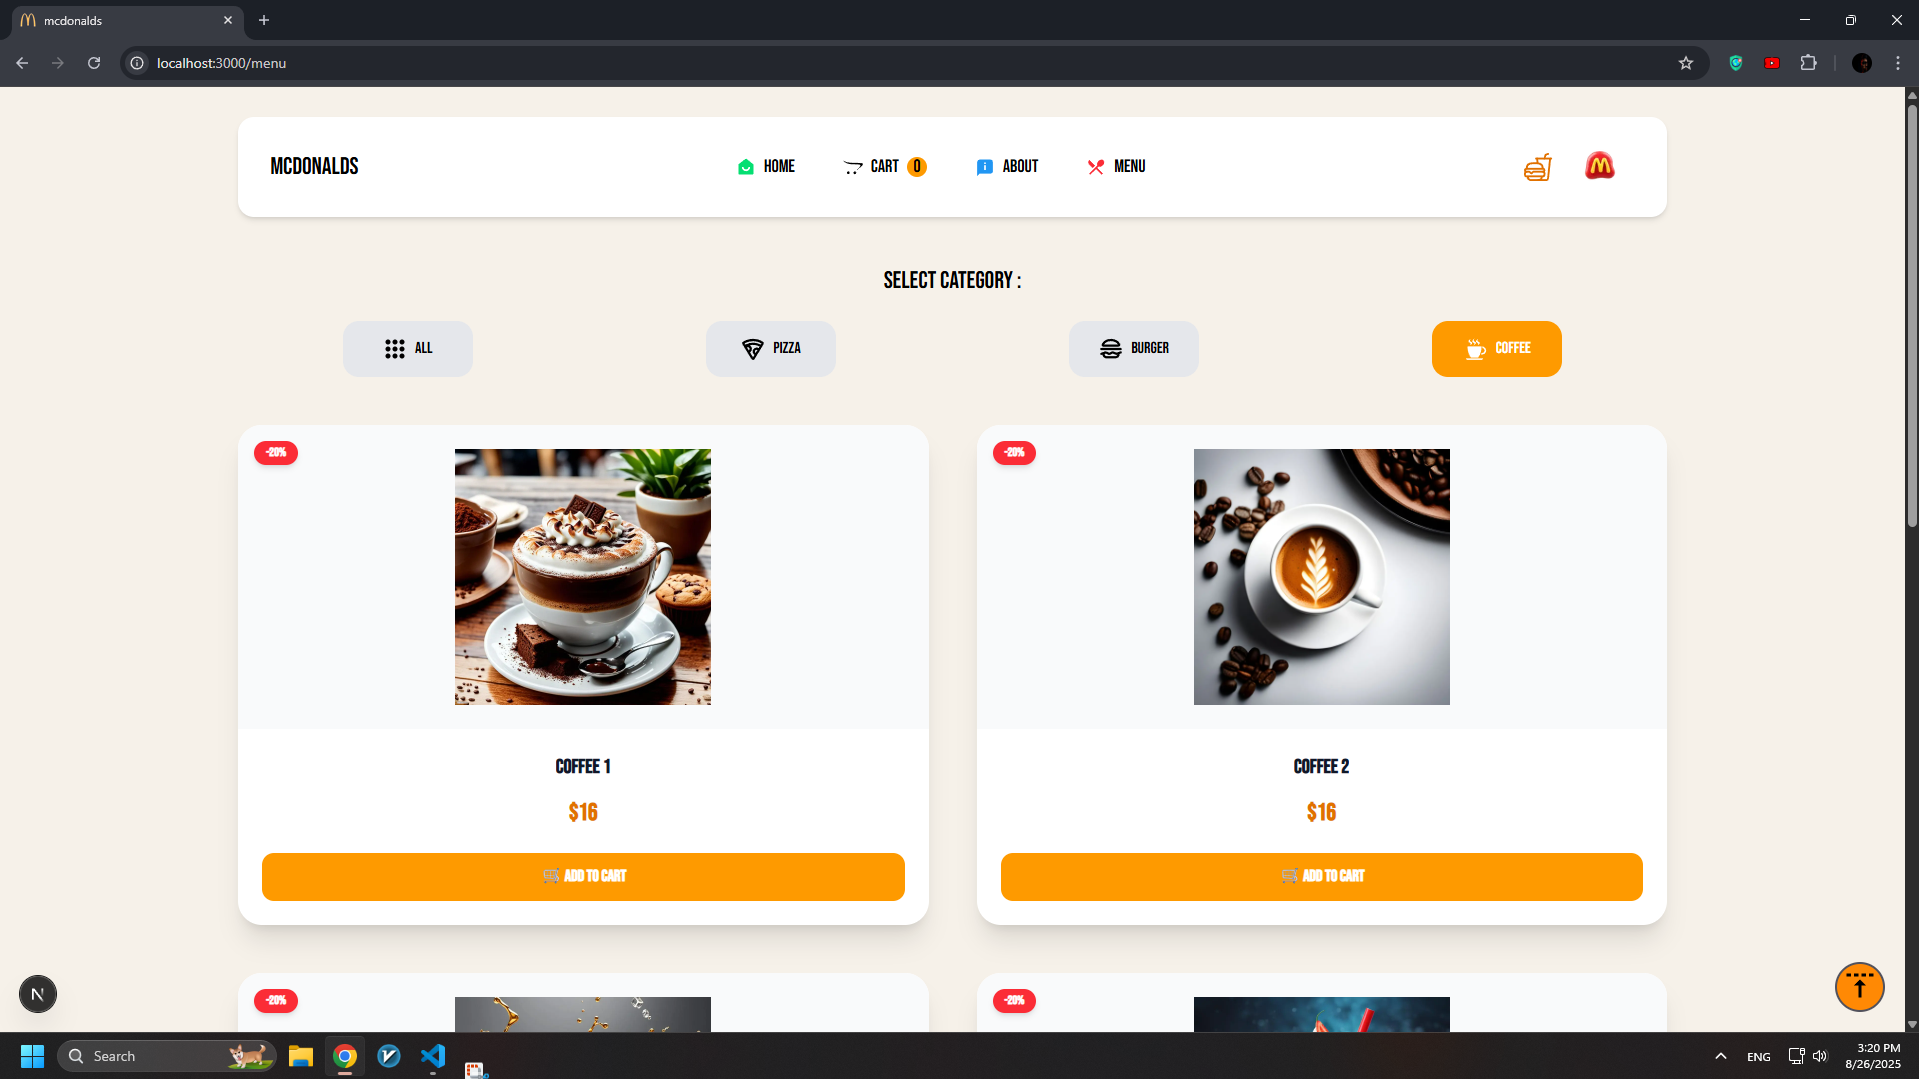 mcdonalds
localhost:3000/menu
MCDONALDS
HOME
CART 0
ABOUT
MENU
SELECT CATEGORY :
ALL
PIZZA
BURGER
COFFEE
-20%
-20%
COFFEE 1
COFFEE 2
$16
$16
ADD TO CART
ADD TO CART
-20%
-20%
N
Search
ENG
3:20 PM
8/26/2025